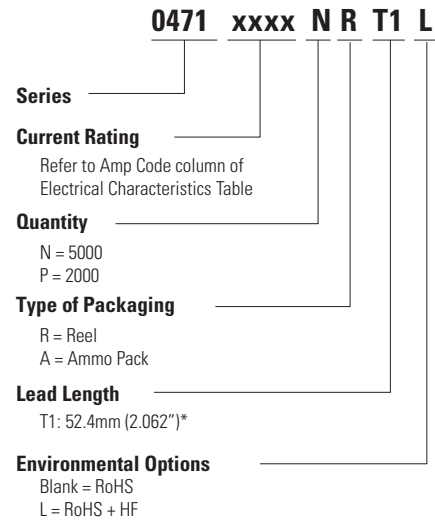 0471 xxxx N R T1 L
Series
Current Rating
Refer to Amp Code column of
Electrical Characteristics Table
Quantity
N = 5000
P = 2000
Type of Packaging
R = Reel
A = Ammo Pack
Lead Length
T1: 52.4mm (2.062″)*
Environmental Options
Blank = RoHS
L = RoHS + HF